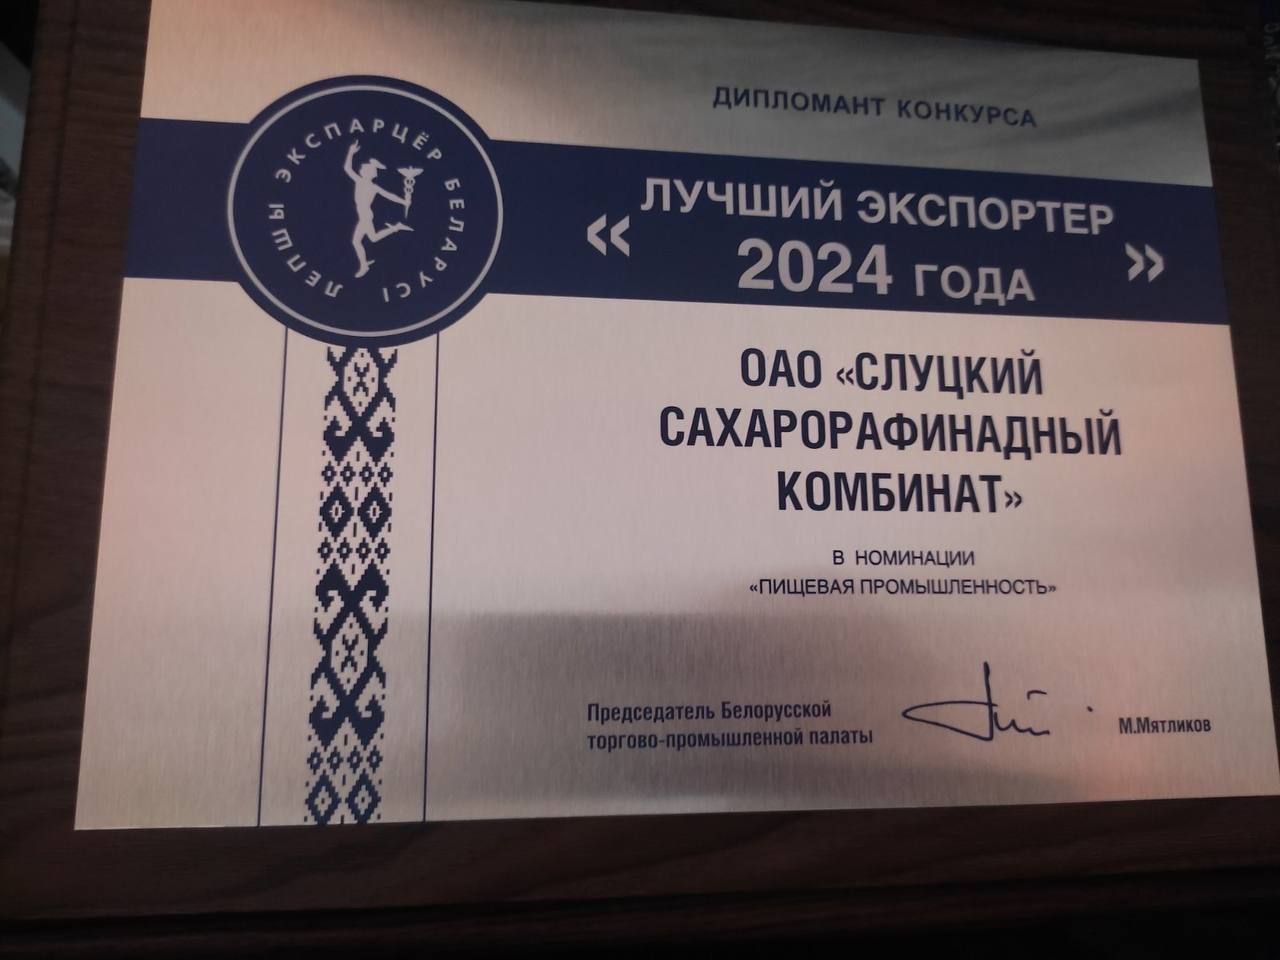 ДИПЛОМАНТ КОНКУРСА
ЛЕПШЫ ЭКСПАРЦЁР БЕЛАРУСІ
«ЛУЧШИЙ ЭКСПОРТЕР
2024 ГОДА»
ОАО «СЛУЦКИЙ
САХАРОРАФИНАДНЫЙ
КОМБИНАТ»
В НОМИНАЦИИ
«ПИЩЕВАЯ ПРОМЫШЛЕННОСТЬ»
Председатель Белорусской
торгово-промышленной палаты
М.Мятликов